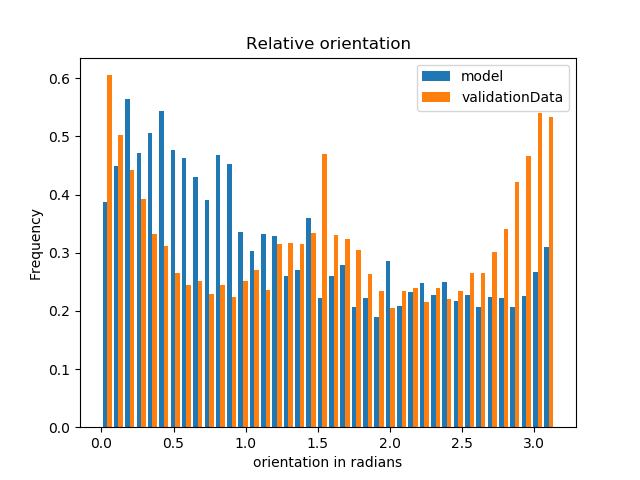 Relative orientation
model
validationData
Frequency
0.6
0.5
0.4
0.3
0.2
0.1
0.0
0.0 0.5 1.0 1.5 2.0 2.5 3.0
orientation in radians